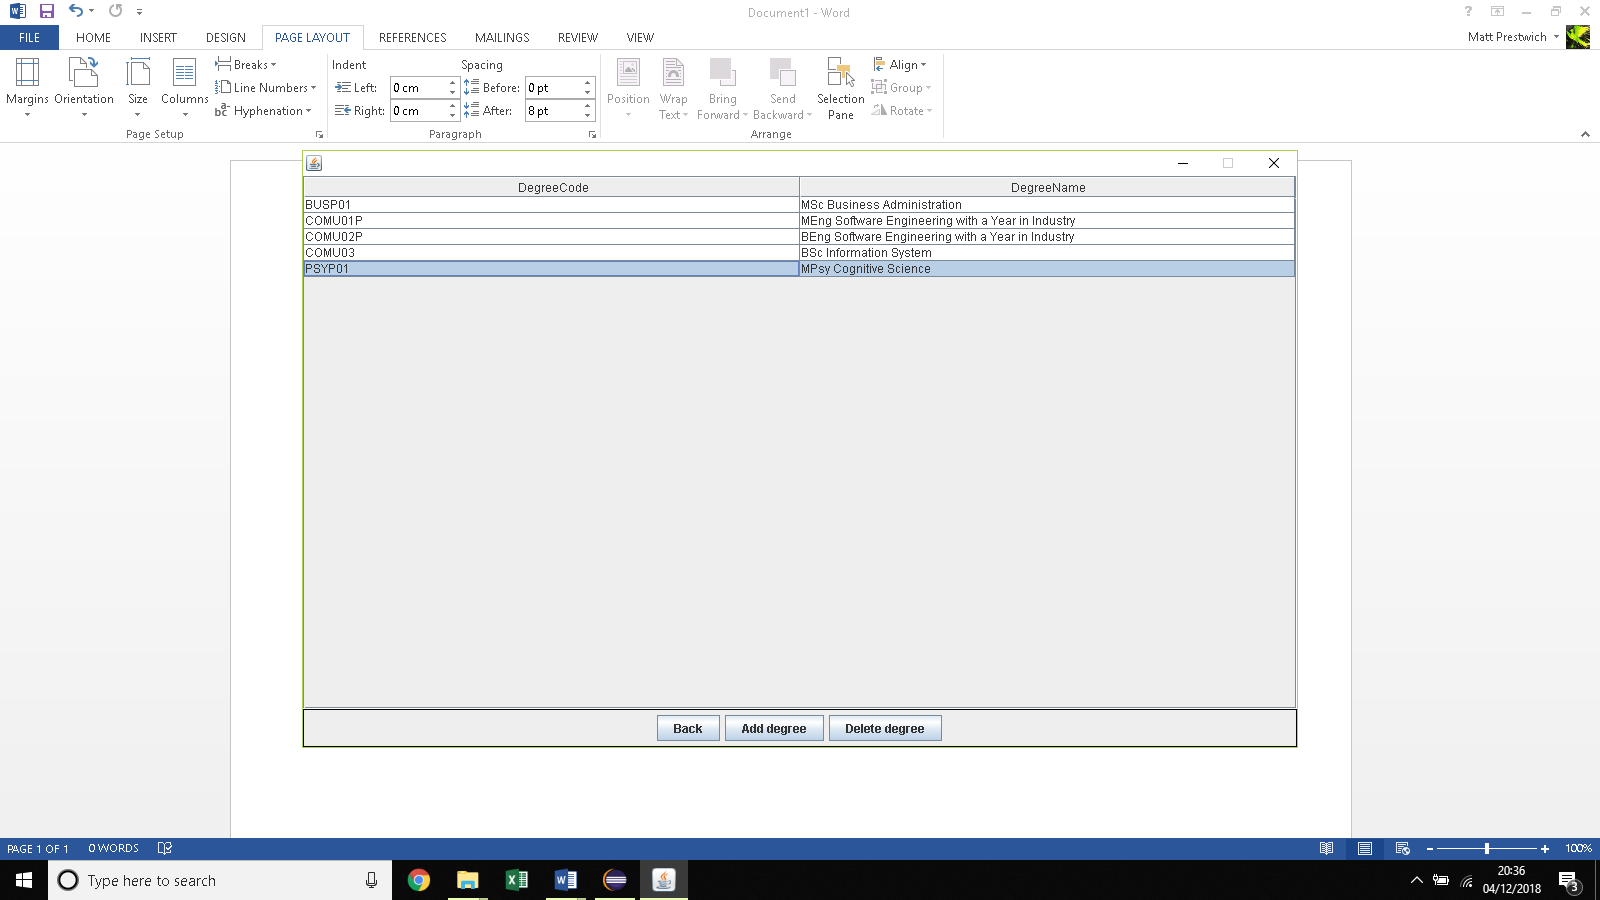 Document1 - Word
?
FILE HOME INSERT DESIGN PAGE LAYOUT REFERENCES MAILINGS REVIEW VIEW Matt Prestwich
Breaks Indent Spacing Align
Line Numbers Left: 0 cm Before: 0 pt Group
Margins Orientation Size Columns Position Wrap Text Bring Forward Send Backward Selection Pane
Hyphenation Right: 0 cm After: 8 pt Rotate
Page Setup Paragraph Arrange
DegreeCode DegreeName
BUSP01 MSc Business Administration
COMU01P MEng Software Engineering with a Year in Industry
COMU02P BEng Software Engineering with a Year in Industry
COMU03 BSc Information System
PSYP01 MPsy Cognitive Science
Back Add degree Delete degree
PAGE 1 OF 1 0 WORDS 100%
Type here to search
20:36
04/12/2018
3